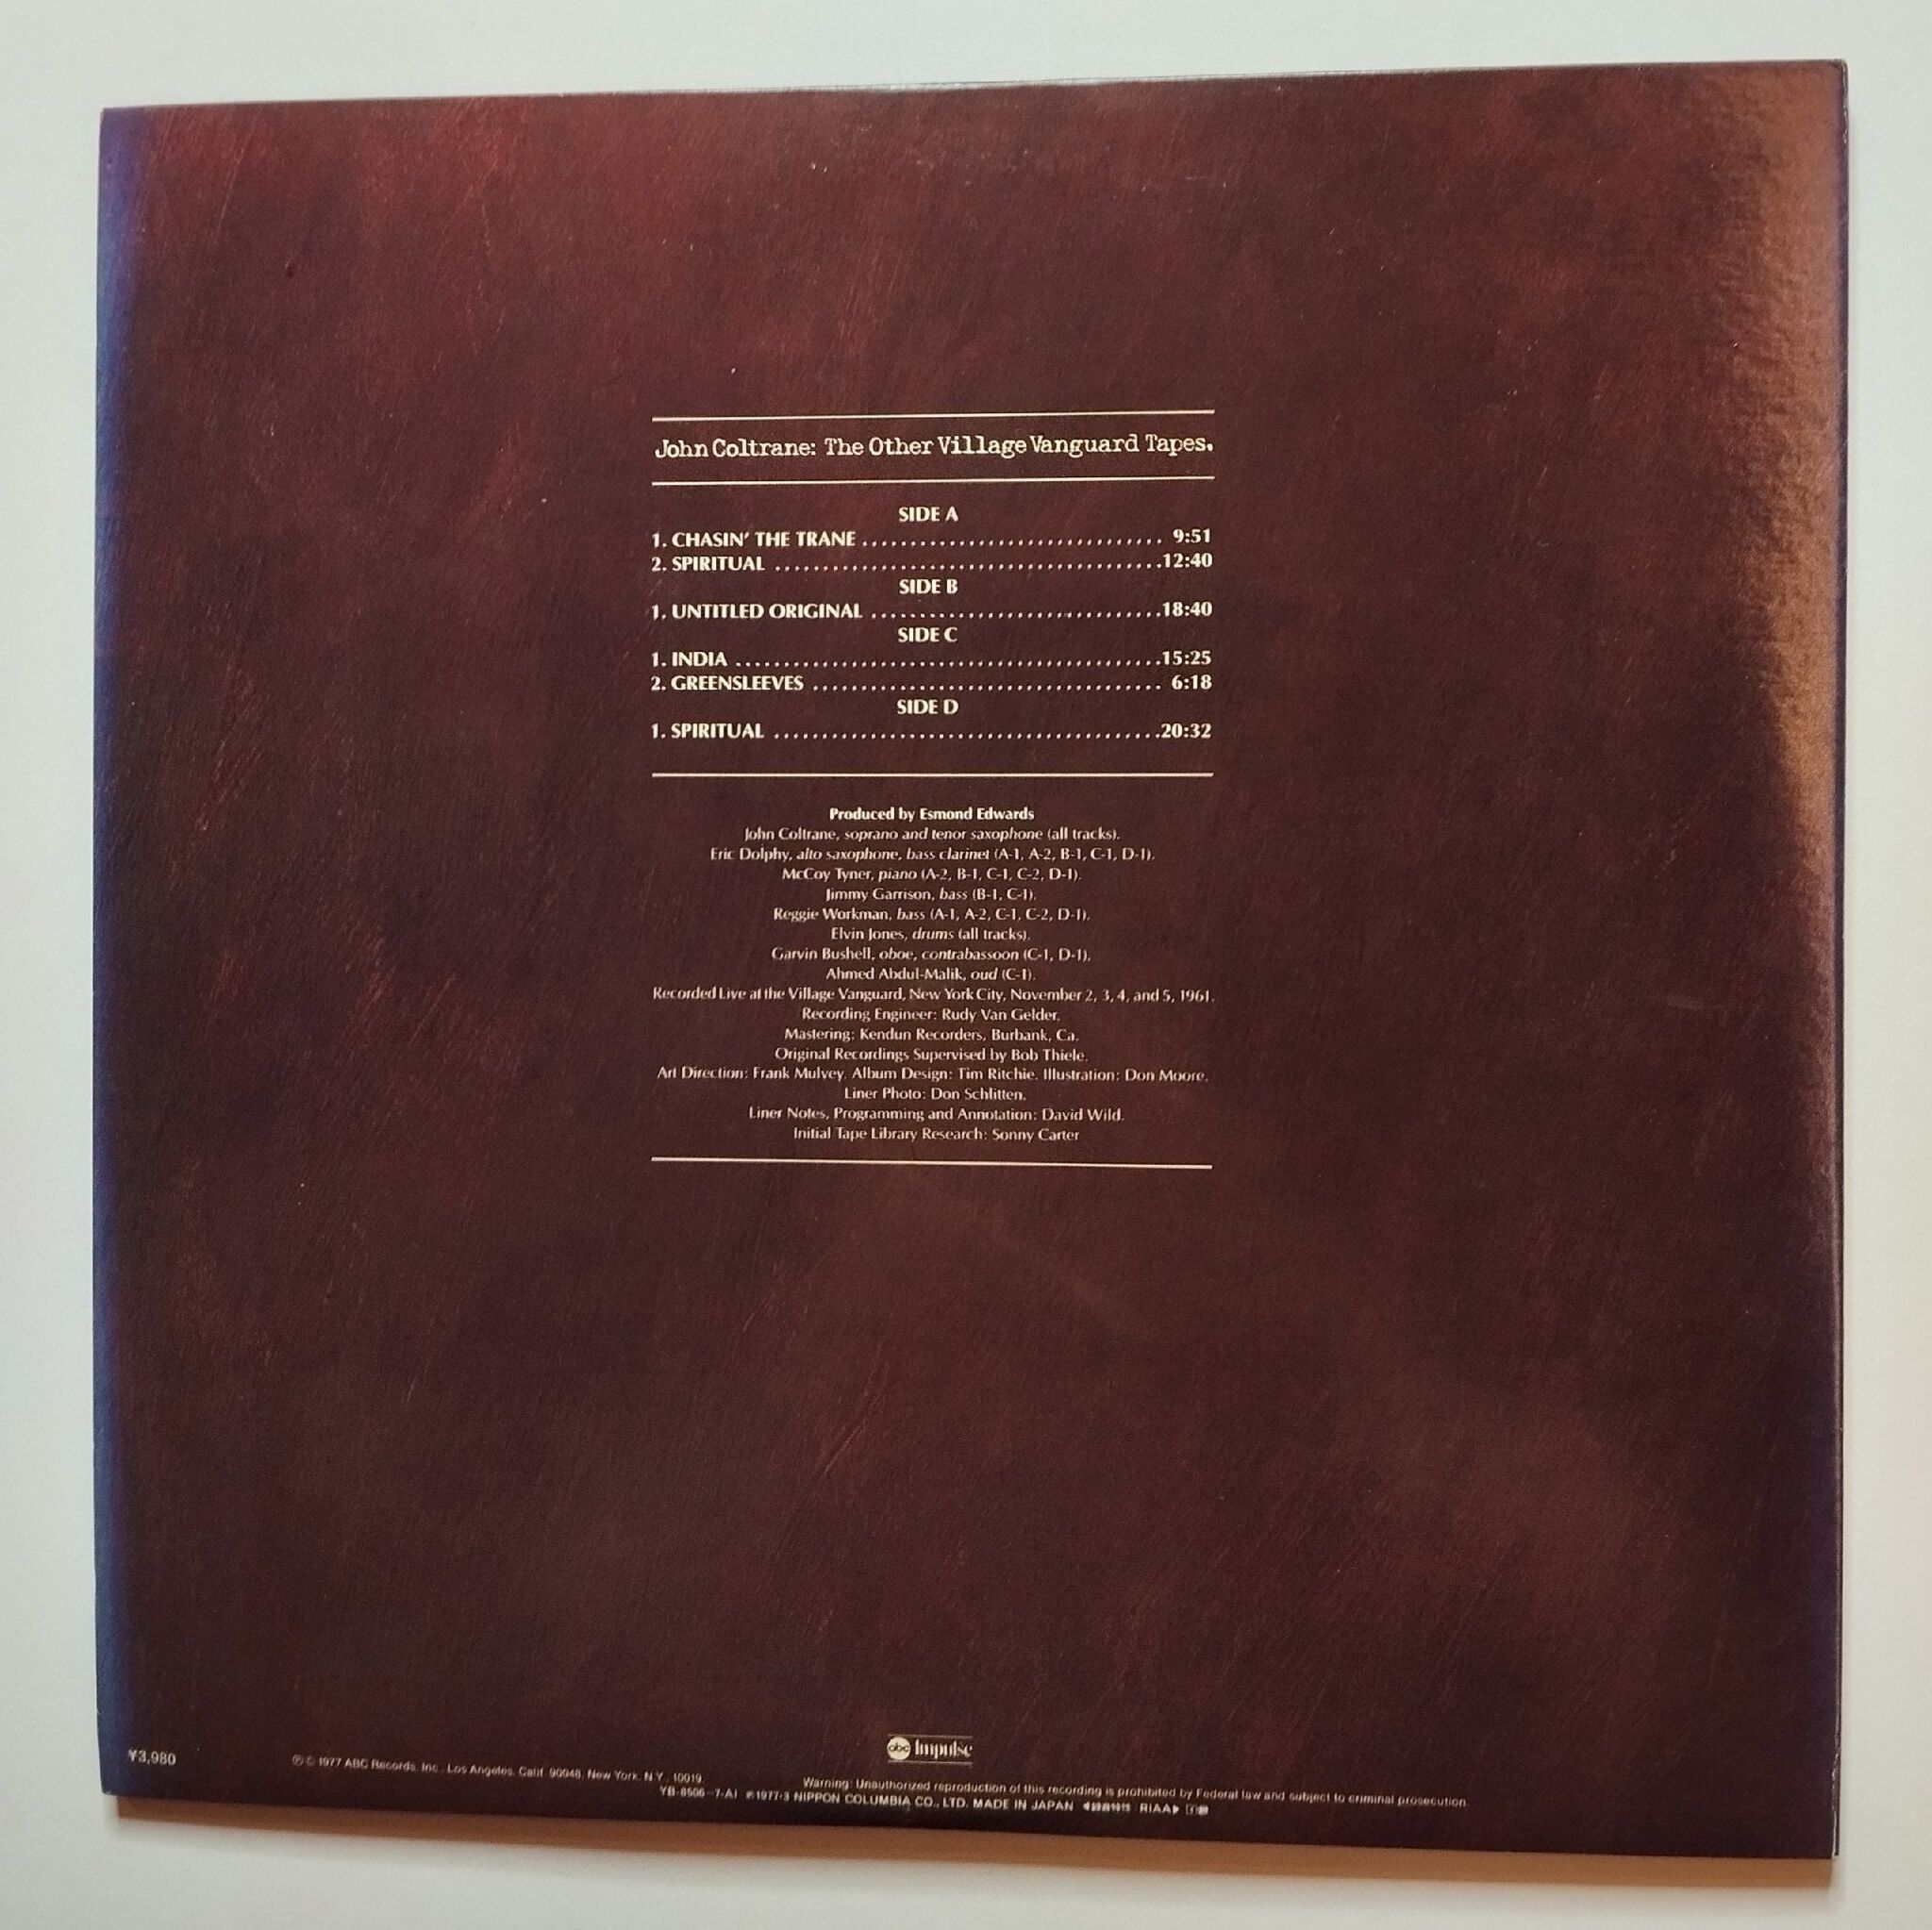 John Coltrane: The Other Village Vanguard Tapes.
SIDE A
1. CHASIN' THE TRANE ................................ 9:51
2. SPIRITUAL .........................................12:40
SIDE B
1. UNTITLED ORIGINAL ...............................18:40
SIDE C
1. INDIA .............................................15:25
2. GREENSLEEVES ..................................... 6:18
SIDE D
1. SPIRITUAL .........................................20:32
Produced by Esmond Edwards
John Coltrane, soprano and tenor saxophone (all tracks).
Eric Dolphy, alto saxophone, bass clarinet (A-1, A-2, B-1, C-1, D-1).
McCoy Tyner, piano (A-2, B-1, C-1, C-2, D-1).
Jimmy Garrison, bass (B-1, C-1).
Reggie Workman, bass (A-1, A-2, C-1, C-2, D-1).
Elvin Jones, drums (all tracks).
Garvin Bushell, oboe, contrabassoon (C-1, D-1).
Ahmed Abdul-Malik, oud (C-1).
Recorded Live at the Village Vanguard, New York City, November 2, 3, 4, and 5, 1961.
Recording Engineer: Rudy Van Gelder.
Mastering: Kendun Recorders, Burbank, Ca.
Original Recordings Supervised by Bob Thiele.
Art Direction: Frank Mulvey. Album Design: Tim Ritchie. Illustration: Don Moore.
Liner Photo: Don Schlitten.
Liner Notes, Programming and Annotation: David Wild.
Initial Tape Library Research: Sonny Carter
abc Impulse
¥3,980
℗ © 1977 ABC Records, Inc., Los Angeles, Calif. 90048, New York, N.Y., 10019.
Warning: Unauthorized reproduction of this recording is prohibited by Federal law and subject to criminal prosecution.
YB-8506~7-AI ℗1977·3 NIPPON COLUMBIA CO., LTD. MADE IN JAPAN RIAA